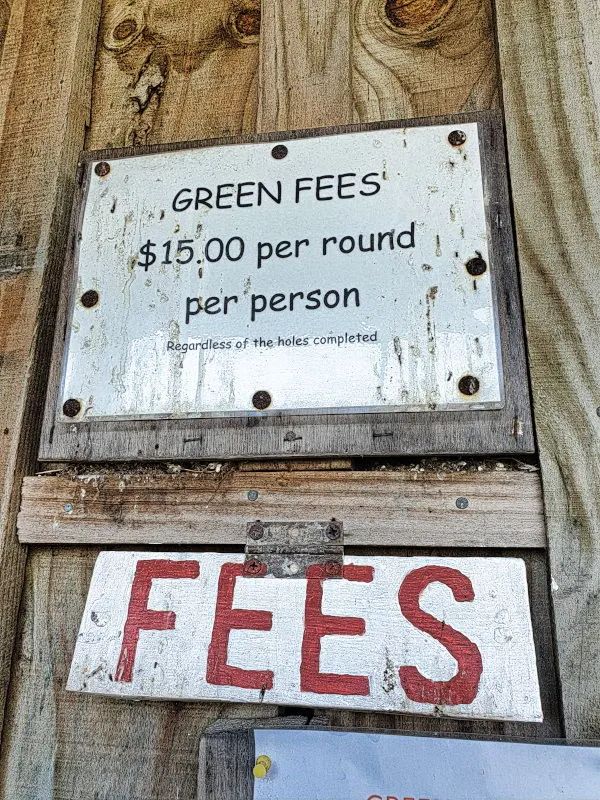 GREEN FEES
$15.00 per round
per person
Regardless of the holes completed
FEES